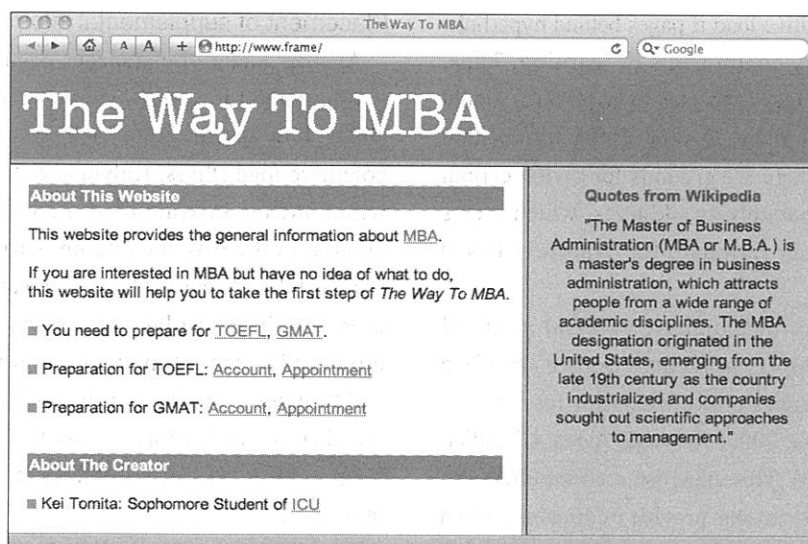 The Way To MBA
A A + http://www.frame/ Google
The Way To MBA
About This Website
This website provides the general information about MBA.
If you are interested in MBA but have no idea of what to do,
this website will help you to take the first step of The Way To MBA.
You need to prepare for TOEFL, GMAT.
Preparation for TOEFL: Account, Appointment
Preparation for GMAT: Account, Appointment
About The Creator
Kei Tomita: Sophomore Student of ICU
Quotes from Wikipedia
"The Master of Business
Administration (MBA or M.B.A.) is
a master's degree in business
administration, which attracts
people from a wide range of
academic disciplines. The MBA
designation originated in the
United States, emerging from the
late 19th century as the country
industrialized and companies
sought out scientific approaches
to management."